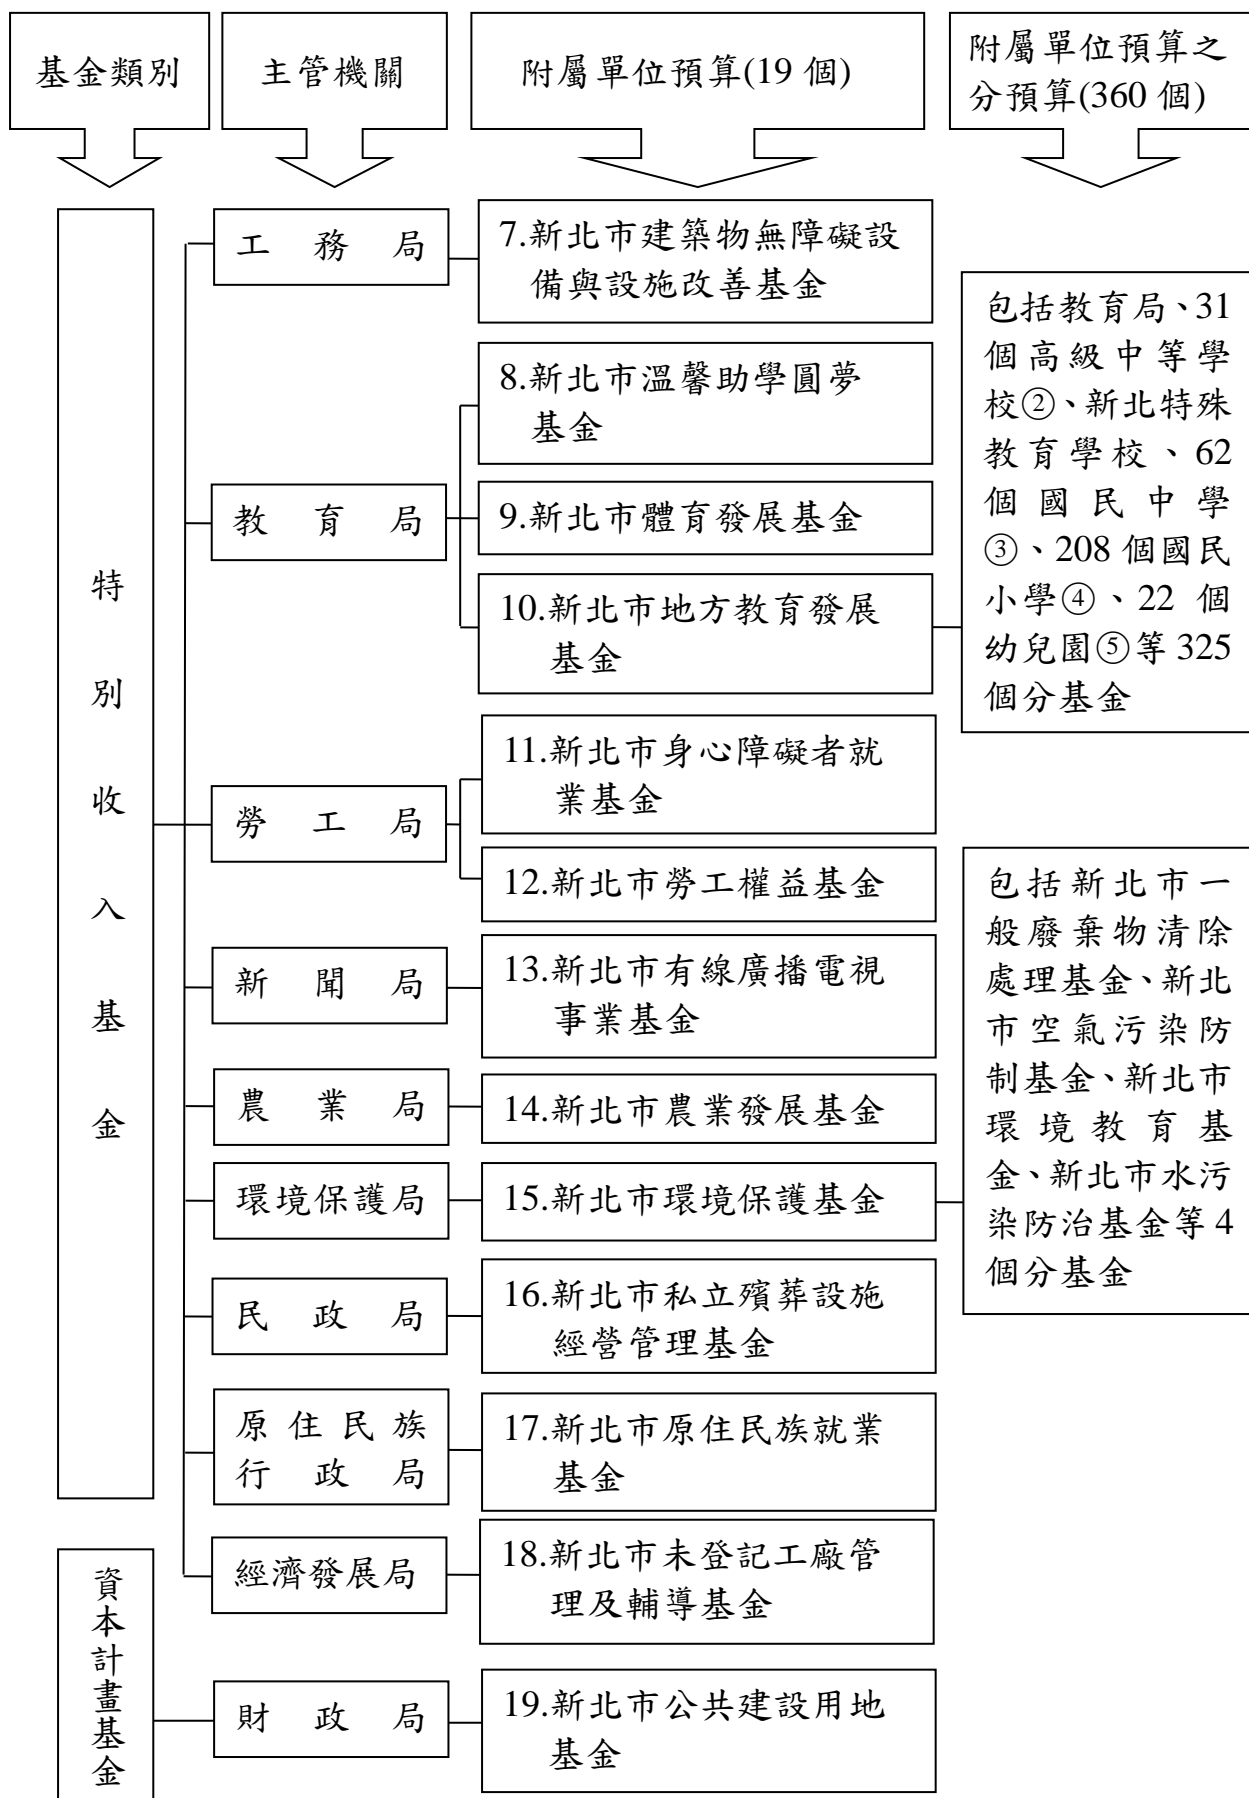 基金類別
主管機關
附屬單位預算(19 個)
附屬單位預算之
分預算(360 個)
特別收入基金
工務局
7.新北市建築物無障礙設
備與設施改善基金
教育局
8.新北市溫馨助學圓夢
基金
9.新北市體育發展基金
10.新北市地方教育發展
基金
包括教育局、31
個高級中等學
校②、新北特殊
教育學校、62
個國民中學
③、208 個國民
小學④、22 個
幼兒園⑤等 325
個分基金
勞工局
11.新北市身心障礙者就
業基金
12.新北市勞工權益基金
新聞局
13.新北市有線廣播電視
事業基金
農業局
14.新北市農業發展基金
環境保護局
15.新北市環境保護基金
包括新北市一
般廢棄物清除
處理基金、新北
市空氣污染防
制基金、新北市
環境教育基
金、新北市水污
染防治基金等 4
個分基金
民政局
16.新北市私立殯葬設施
經營管理基金
原住民族
行政局
17.新北市原住民族就業
基金
經濟發展局
18.新北市未登記工廠管
理及輔導基金
資本計畫基金
財政局
19.新北市公共建設用地
基金